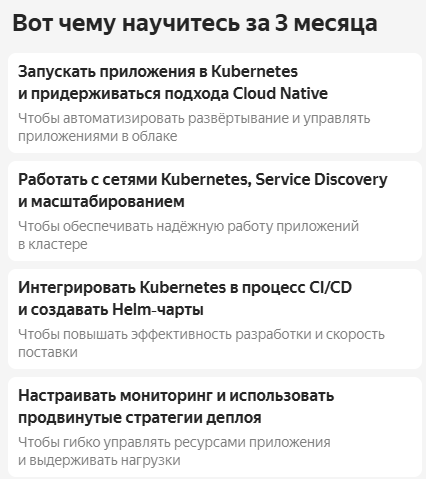 Вот чему научитесь за 3 месяца
Запускать приложения в Kubernetes
и придерживаться подхода Cloud Native
Чтобы автоматизировать развёртывание и управлять
приложениями в облаке
Работать с сетями Kubernetes, Service Discovery
и масштабированием
Чтобы обеспечивать надёжную работу приложений
в кластере
Интегрировать Kubernetes в процесс CI/CD
и создавать Helm-чарты
Чтобы повышать эффективность разработки и скорость
поставки
Настраивать мониторинг и использовать
продвинутые стратегии деплоя
Чтобы гибко управлять ресурсами приложения
и выдерживать нагрузки